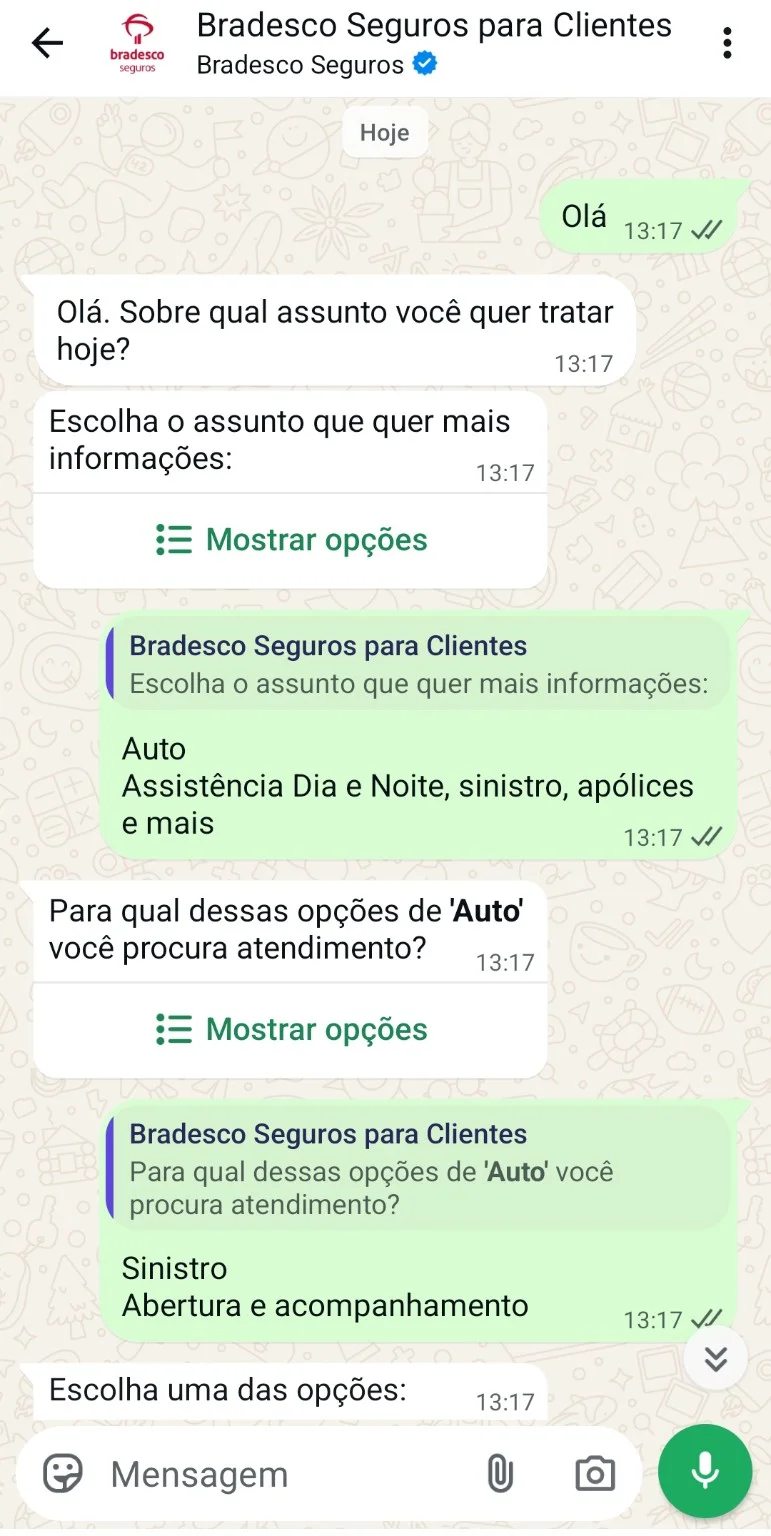 Bradesco Seguros para Clientes
bradesco
seguros
Bradesco Seguros
Hoje
Olá 13:17
Olá. Sobre qual assunto você quer tratar
hoje?
13:17
Escolha o assunto que quer mais
informações:
13:17
Mostrar opções
Bradesco Seguros para Clientes
Escolha o assunto que quer mais informações:
Auto
Assistência Dia e Noite, sinistro, apólices
e mais
13:17
Para qual dessas opções de 'Auto'
você procura atendimento?
13:17
Mostrar opções
Bradesco Seguros para Clientes
Para qual dessas opções de 'Auto' você
procura atendimento?
Sinistro
Abertura e acompanhamento
13:17
Escolha uma das opções:
13:17
Mensagem